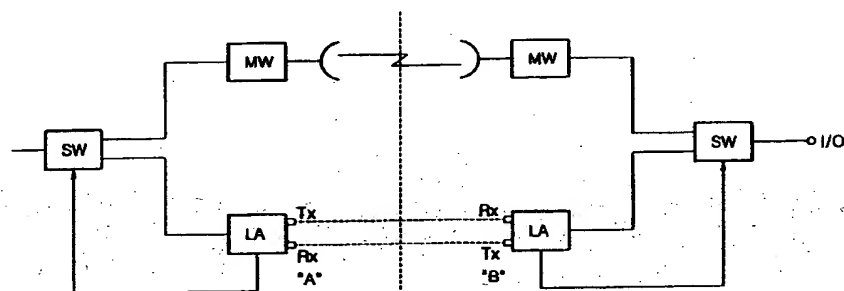 MW MW
SW SW I/O
Tx Rx
LA LA
Rx Tx
"A" "B"